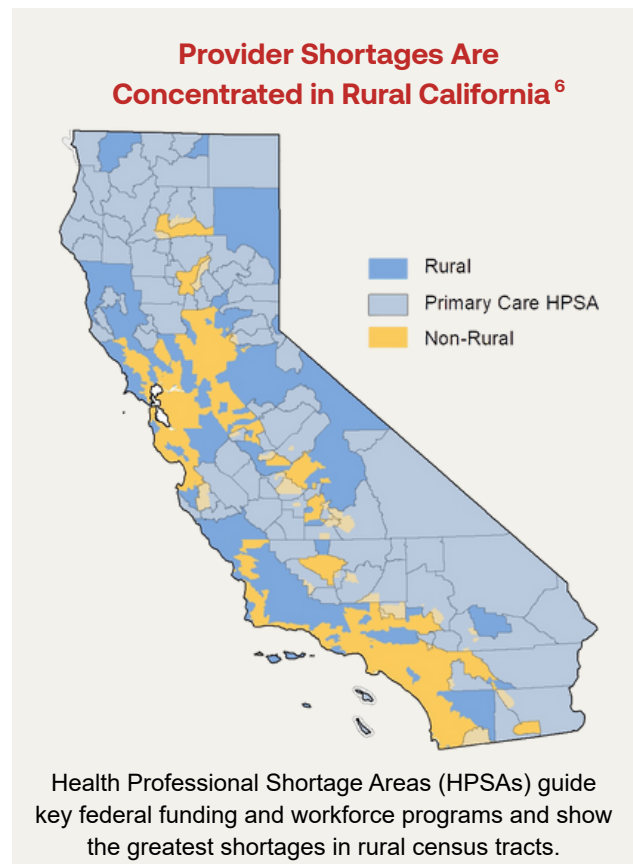 Provider Shortages Are
Concentrated in Rural California 6
Rural
Primary Care HPSA
Non-Rural
Health Professional Shortage Areas (HPSAs) guide
key federal funding and workforce programs and show
the greatest shortages in rural census tracts.